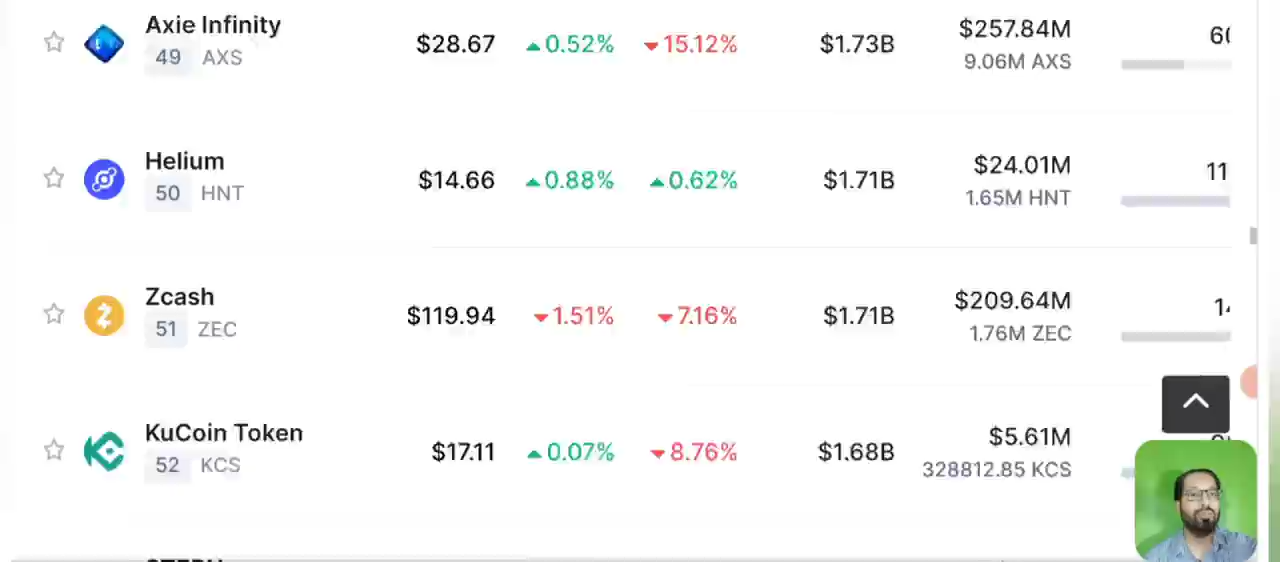 Axie Infinity
49 AXS
$28.67 0.52% 15.12% $1.73B $257.84M
9.06M AXS
Helium
50 HNT
$14.66 0.88% 0.62% $1.71B $24.01M 11
1.65M HNT
Zcash
51 ZEC
$119.94 1.51% 7.16% $1.71B $209.64M
1.76M ZEC
KuCoin Token
52 KCS
$17.11 0.07% 8.76% $1.68B $5.61M
328812.85 KCS